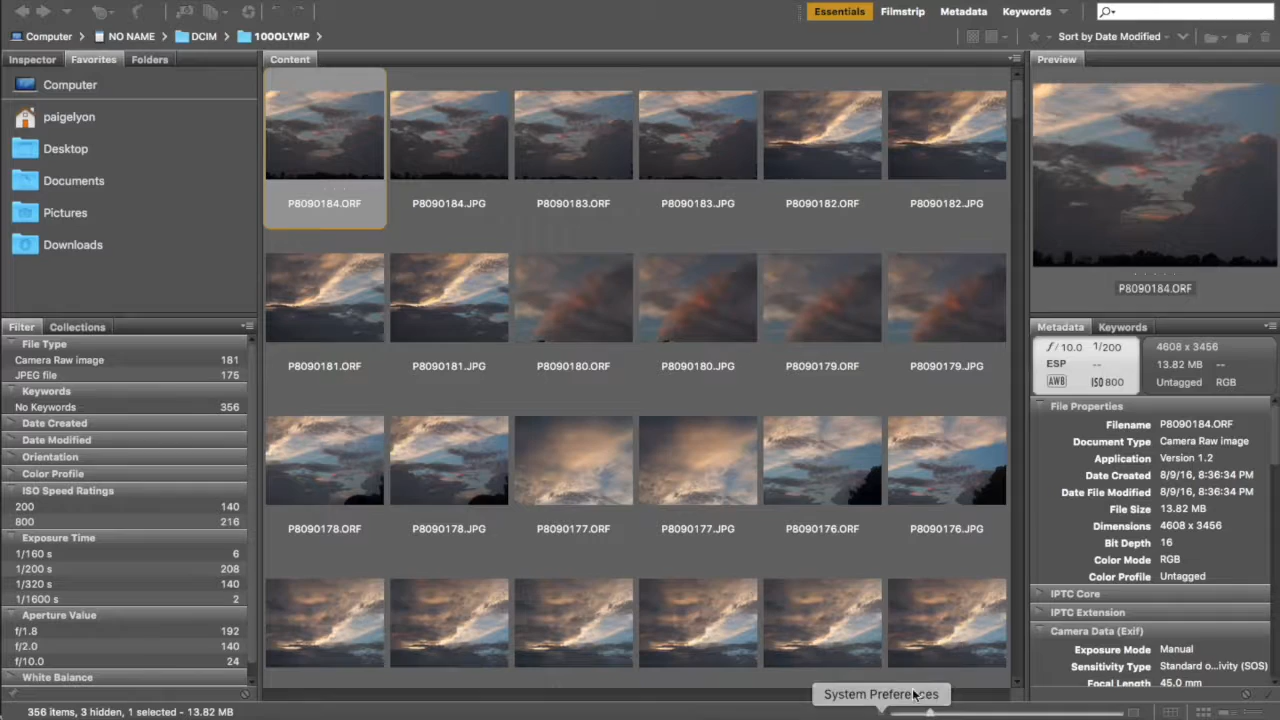 Essentials Filmstrip Metadata Keywords
Computer NO NAME DCIM 100OLYMP
Sort by Date Modified
Inspector Favorites Folders
Computer
paigelyon
Desktop
Documents
Pictures
Downloads
Filter Collections
File Type
Camera Raw image 181
JPEG file 175
Keywords
No Keywords 356
Date Created
Date Modified
Orientation
Color Profile
ISO Speed Ratings
200 140
800 216
Exposure Time
1/160 s 6
1/200 s 208
1/320 s 140
1/1600 s 2
Aperture Value
f/1.8 192
f/2.0 140
f/10.0 24
White Balance
Content
P8090184.ORF P8090184.JPG P8090183.ORF P8090183.JPG P8090182.ORF P8090182.JPG
P8090181.ORF P8090181.JPG P8090180.ORF P8090180.JPG P8090179.ORF P8090179.JPG
P8090178.ORF P8090178.JPG P8090177.ORF P8090177.JPG P8090176.ORF P8090176.JPG
System Preferences
Preview
P8090184.ORF
Metadata Keywords
f/10.0 1/200
ESP --
AWB ISO 800
4608 x 3456
13.82 MB --
Untagged RGB
File Properties
Filename P8090184.ORF
Document Type Camera Raw image
Application Version 1.2
Date Created 8/9/16, 8:36:34 PM
Date File Modified 8/9/16, 8:36:34 PM
File Size 13.82 MB
Dimensions 4608 x 3456
Bit Depth 16
Color Mode RGB
Color Profile Untagged
IPTC Core
IPTC Extension
Camera Data (Exif)
Exposure Mode Manual
Sensitivity Type Standard o...ivity (SOS)
Focal Length 45.0 mm
356 items, 3 hidden, 1 selected - 13.82 MB